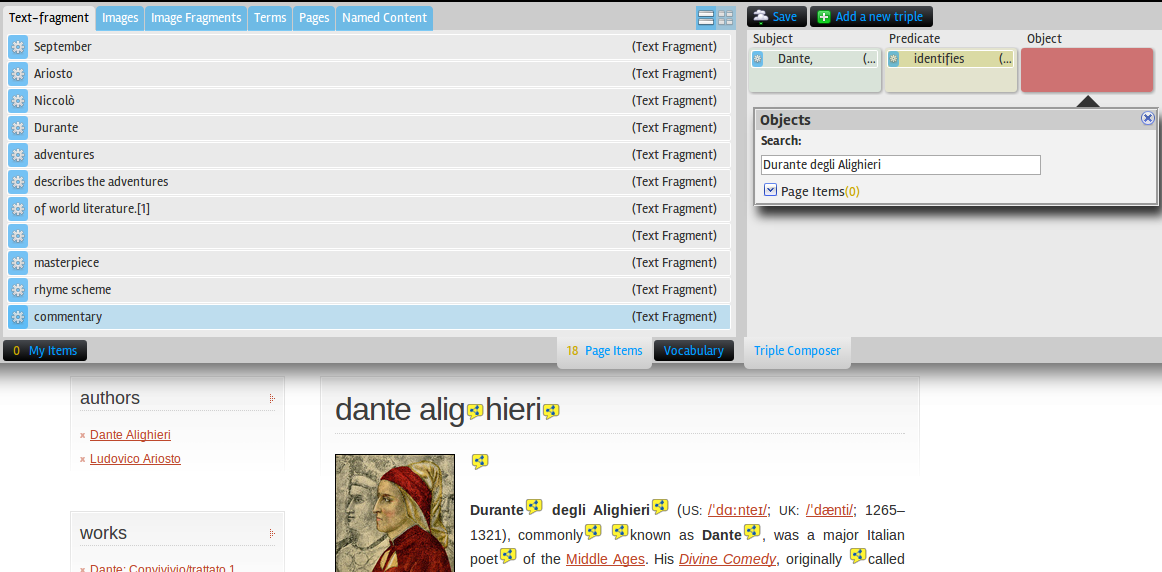 Text-fragment Images Image Fragments Terms Pages Named Content
September (Text Fragment)
Ariosto (Text Fragment)
Niccolò (Text Fragment)
Durante (Text Fragment)
adventures (Text Fragment)
describes the adventures (Text Fragment)
of world literature.[1] (Text Fragment)
(Text Fragment)
masterpiece (Text Fragment)
rhyme scheme (Text Fragment)
commentary (Text Fragment)
0 My Items 18 Page Items Vocabulary
Save Add a new triple
Subject Predicate Object
Dante, (... identifies (...
Objects
Search:
Durante degli Alighieri
Page Items(0)
Triple Composer
authors
Dante Alighieri
Ludovico Ariosto
works
Dante: Convivivio/trattato 1
dante alighieri
Durante degli Alighieri (US: /ˈdɑːnteɪ/; UK: /ˈdænti/; 1265–
1321), commonly known as Dante, was a major Italian
poet of the Middle Ages. His Divine Comedy, originally called